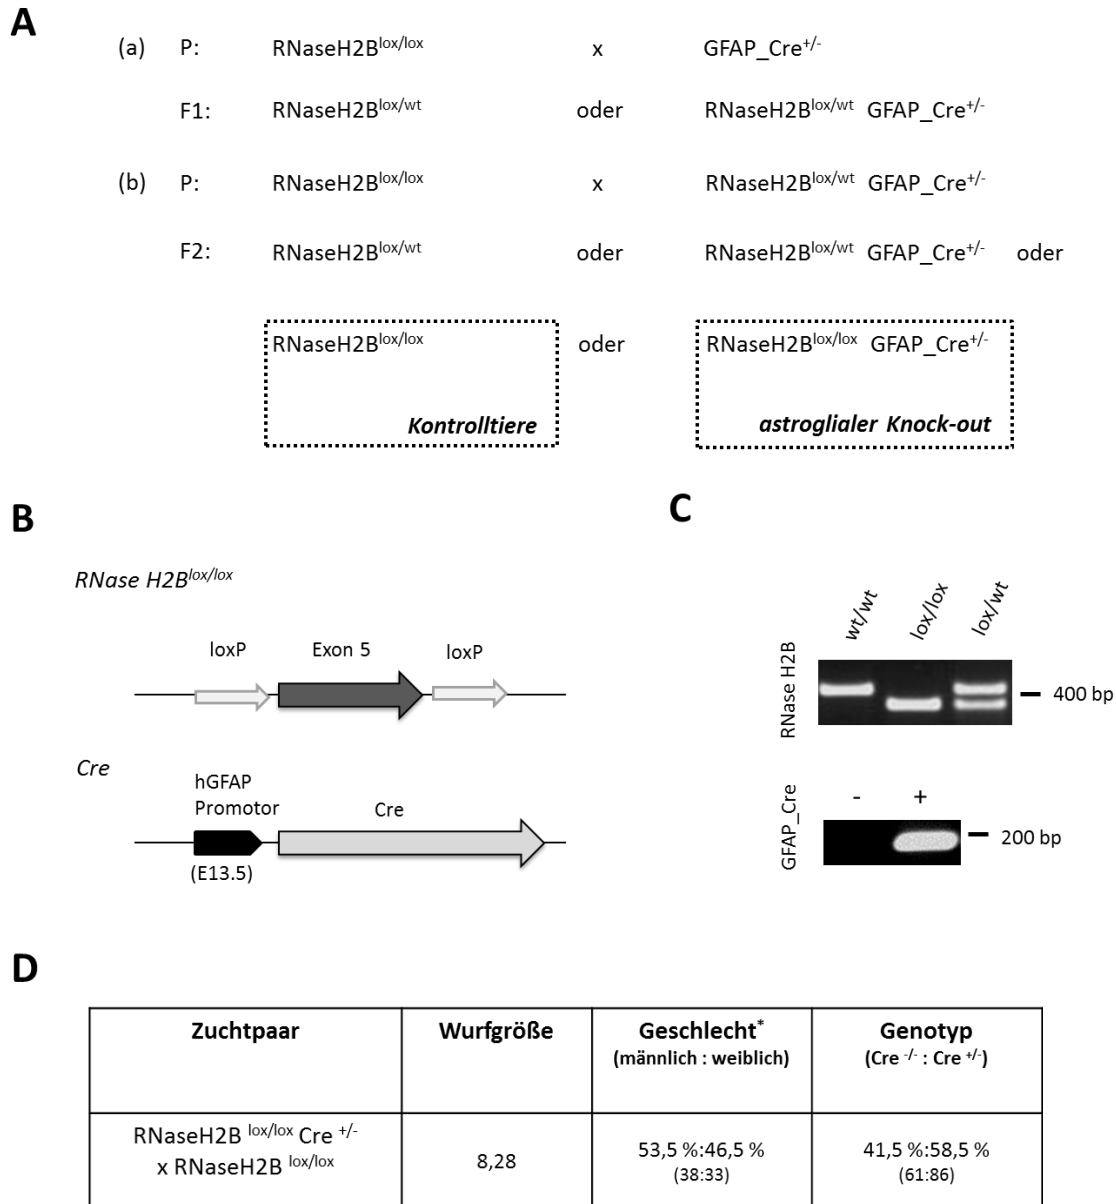 A
(a) P: RNaseH2B^lox/lox x GFAP_Cre^+/-
F1: RNaseH2B^lox/wt oder RNaseH2B^lox/wt GFAP_Cre^+/-
(b) P: RNaseH2B^lox/lox x RNaseH2B^lox/wt GFAP_Cre^+/-
F2: RNaseH2B^lox/wt oder RNaseH2B^lox/wt GFAP_Cre^+/- oder
RNaseH2B^lox/lox oder RNaseH2B^lox/lox GFAP_Cre^+/-
Kontrolltiere astroglialer Knock-out
B
RNase H2B^lox/lox
loxP Exon 5 loxP
Cre
hGFAP
Promotor Cre
(E13.5)
C
wt/wt lox/lox lox/wt
RNase H2B
400 bp
- +
GFAP_Cre
200 bp
D
Zuchtpaar Wurfgröße Geschlecht* Genotyp
(männlich : weiblich) (Cre^-/- : Cre^+/-)
RNaseH2B^lox/lox Cre^+/-
x RNaseH2B^lox/lox
8,28
53,5 %:46,5 %
(38:33)
41,5 %:58,5 %
(61:86)